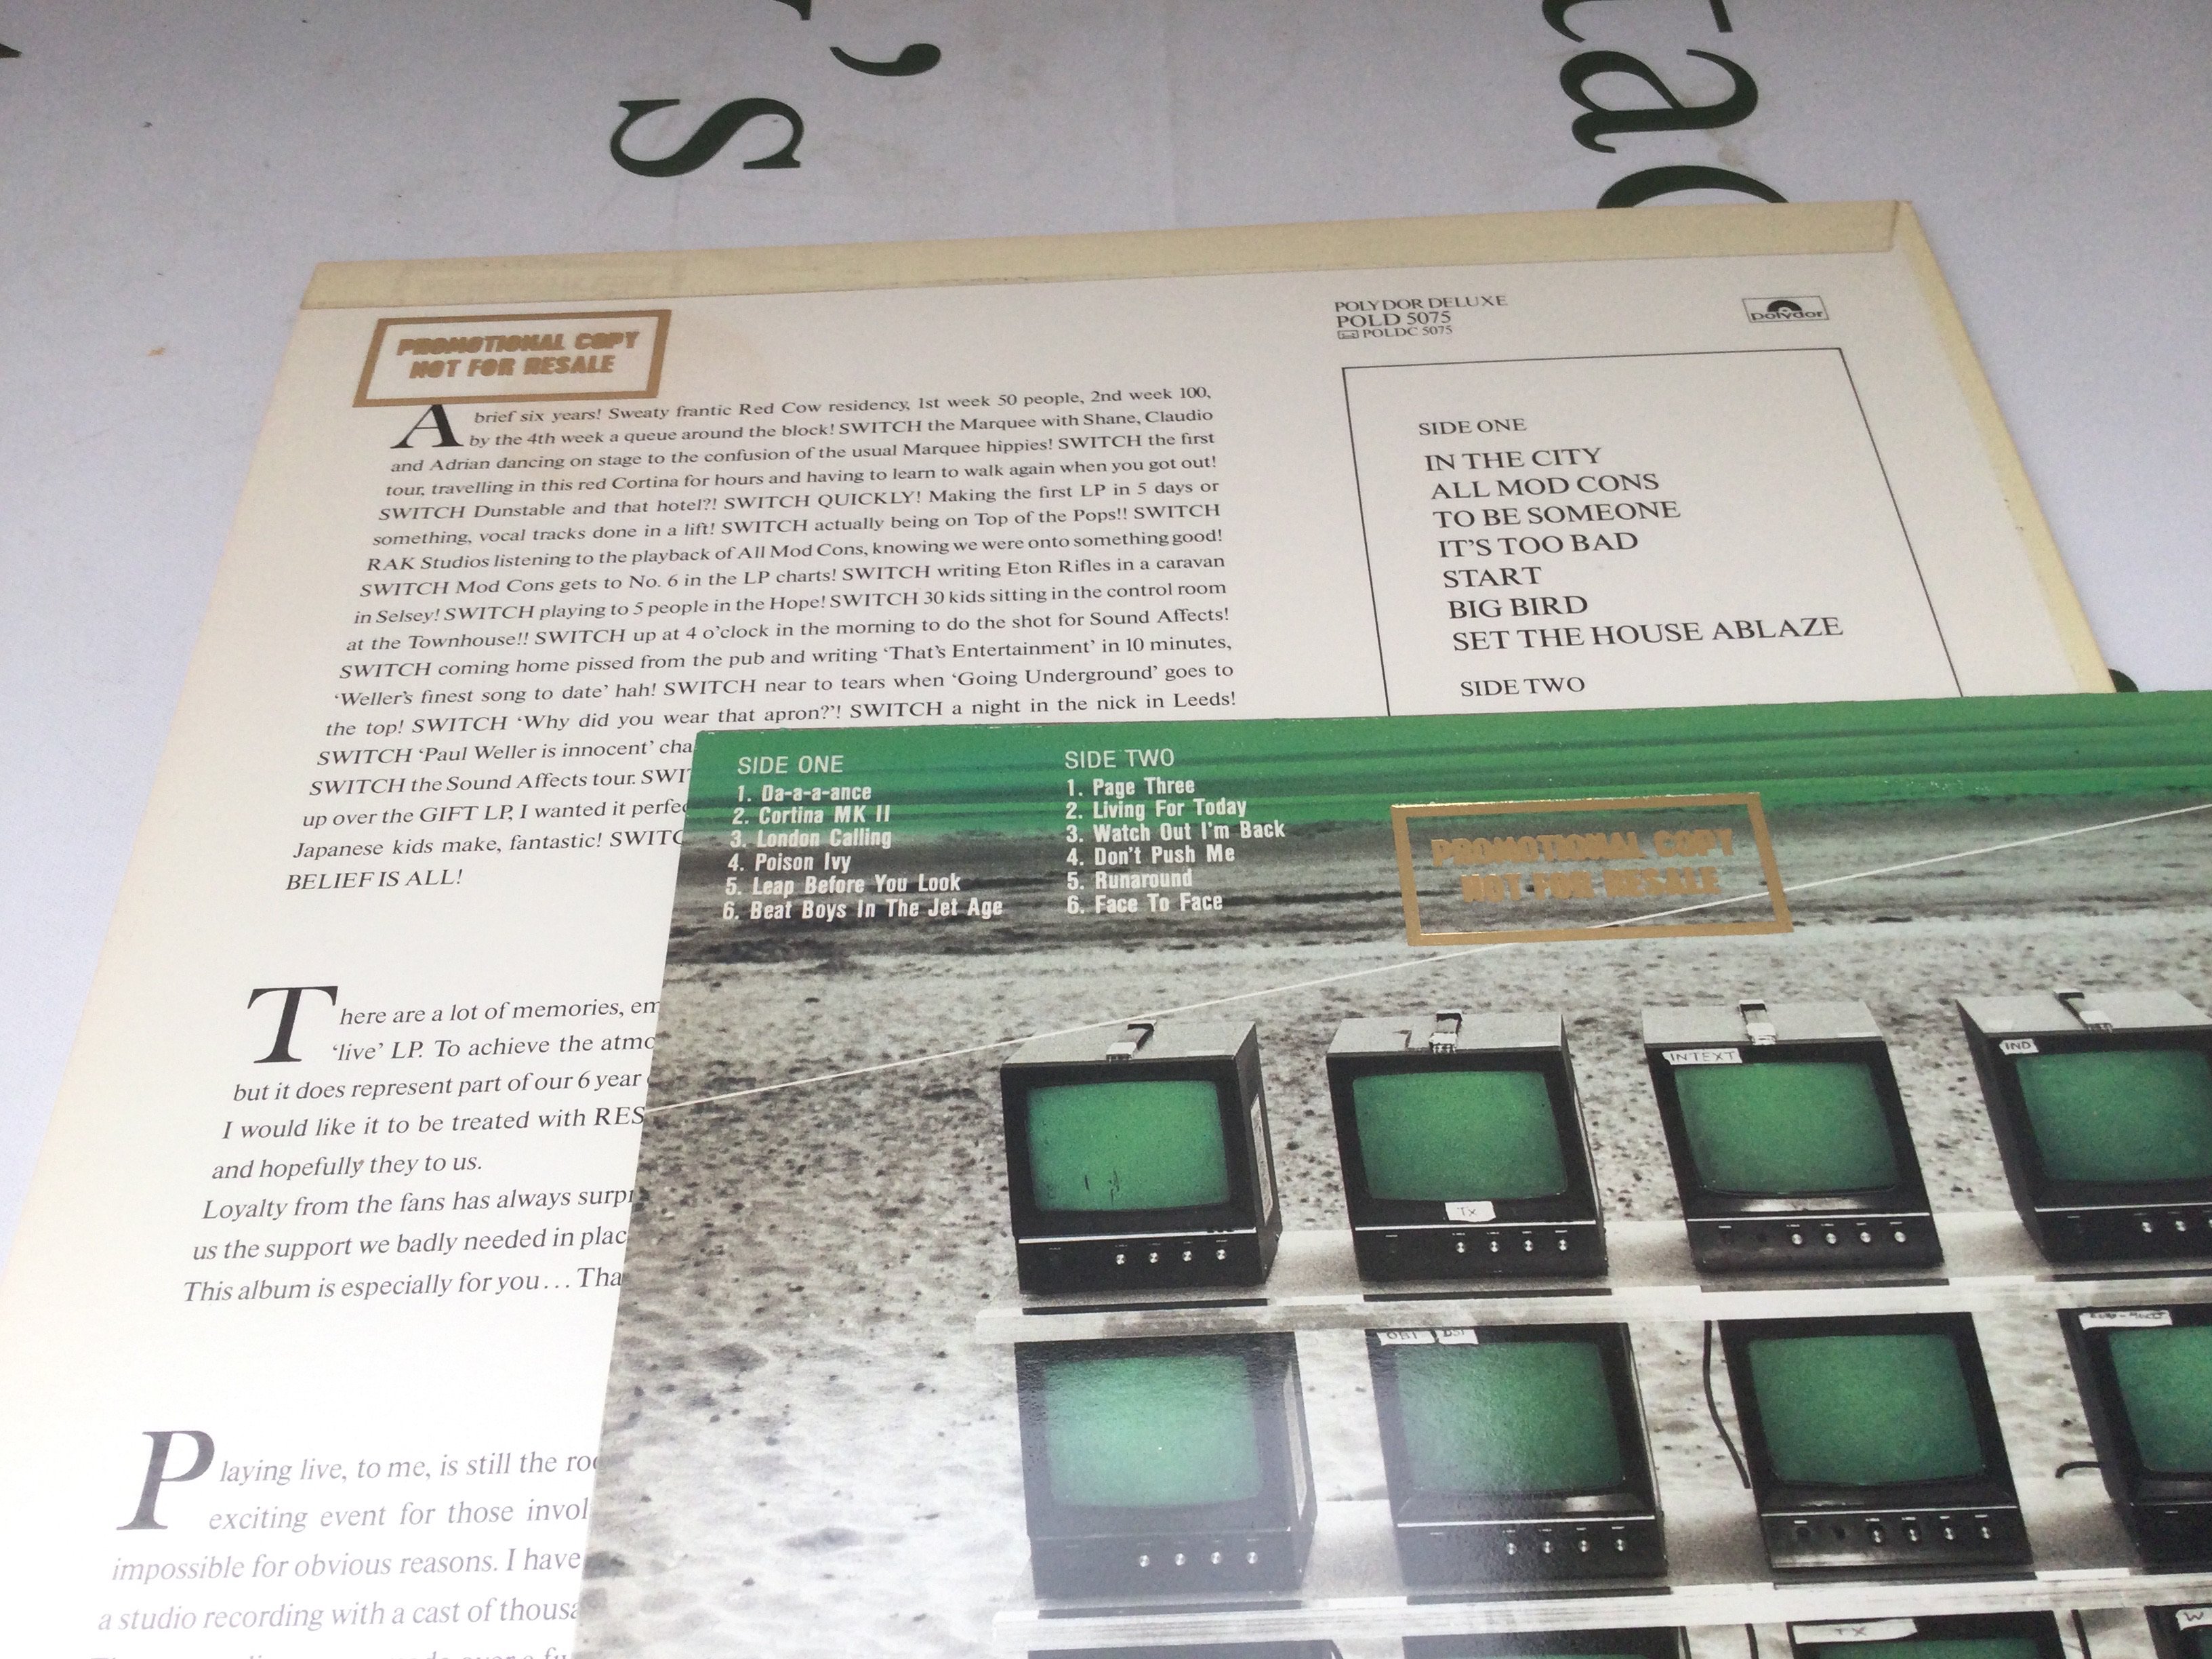 's
PROMOTIONAL COPY
NOT FOR RESALE
POLYDOR DELUXE
POLD 5075
POLDC 5075
polydor
A brief six years! Sweaty frantic Red Cow residency, 1st week 50 people, 2nd week 100,
by the 4th week a queue around the block! SWITCH the Marquee with Shane, Claudio
and Adrian dancing on stage to the confusion of the usual Marquee hippies! SWITCH the first
tour, travelling in this red Cortina for hours and having to learn to walk again when you got out!
SWITCH Dunstable and that hotel?! SWITCH QUICKLY! Making the first LP in 5 days or
something, vocal tracks done in a lift! SWITCH actually being on Top of the Pops!! SWITCH
RAK Studios listening to the playback of All Mod Cons, knowing we were onto something good!
SWITCH Mod Cons gets to No. 6 in the LP charts! SWITCH writing Eton Rifles in a caravan
in Selsey! SWITCH playing to 5 people in the Hope! SWITCH 30 kids sitting in the control room
at the Townhouse!! SWITCH up at 4 o'clock in the morning to do the shot for Sound Affects!
SWITCH coming home pissed from the pub and writing 'That's Entertainment' in 10 minutes,
'Weller's finest song to date' hah! SWITCH near to tears when 'Going Underground' goes to
the top! SWITCH 'Why did you wear that apron?'! SWITCH a night in the nick in Leeds!
SWITCH 'Paul Weller is innocent' cha
SWITCH the Sound Affects tour. SWIT
up over the GIFT LP, I wanted it perfec
Japanese kids make, fantastic! SWITC
BELIEF IS ALL!
There are a lot of memories, em
'live' LP. To achieve the atmo
but it does represent part of our 6 year
I would like it to be treated with RES
and hopefully they to us.
Loyalty from the fans has always surpr
us the support we badly needed in plac
This album is especially for you... Tha
Playing live, to me, is still the roo
exciting event for those invol
impossible for obvious reasons. I have
a studio recording with a cast of thousa
SIDE ONE
IN THE CITY
ALL MOD CONS
TO BE SOMEONE
IT'S TOO BAD
START
BIG BIRD
SET THE HOUSE ABLAZE
SIDE TWO
SIDE ONE
1. Da-a-a-ance
2. Cortina MK II
3. London Calling
4. Poison Ivy
5. Leap Before You Look
6. Beat Boys In The Jet Age
SIDE TWO
1. Page Three
2. Living For Today
3. Watch Out I'm Back
4. Don't Push Me
5. Runaround
6. Face To Face
PROMOTIONAL COPY
NOT FOR RESALE
INTEXT
IND
TX
TX
W